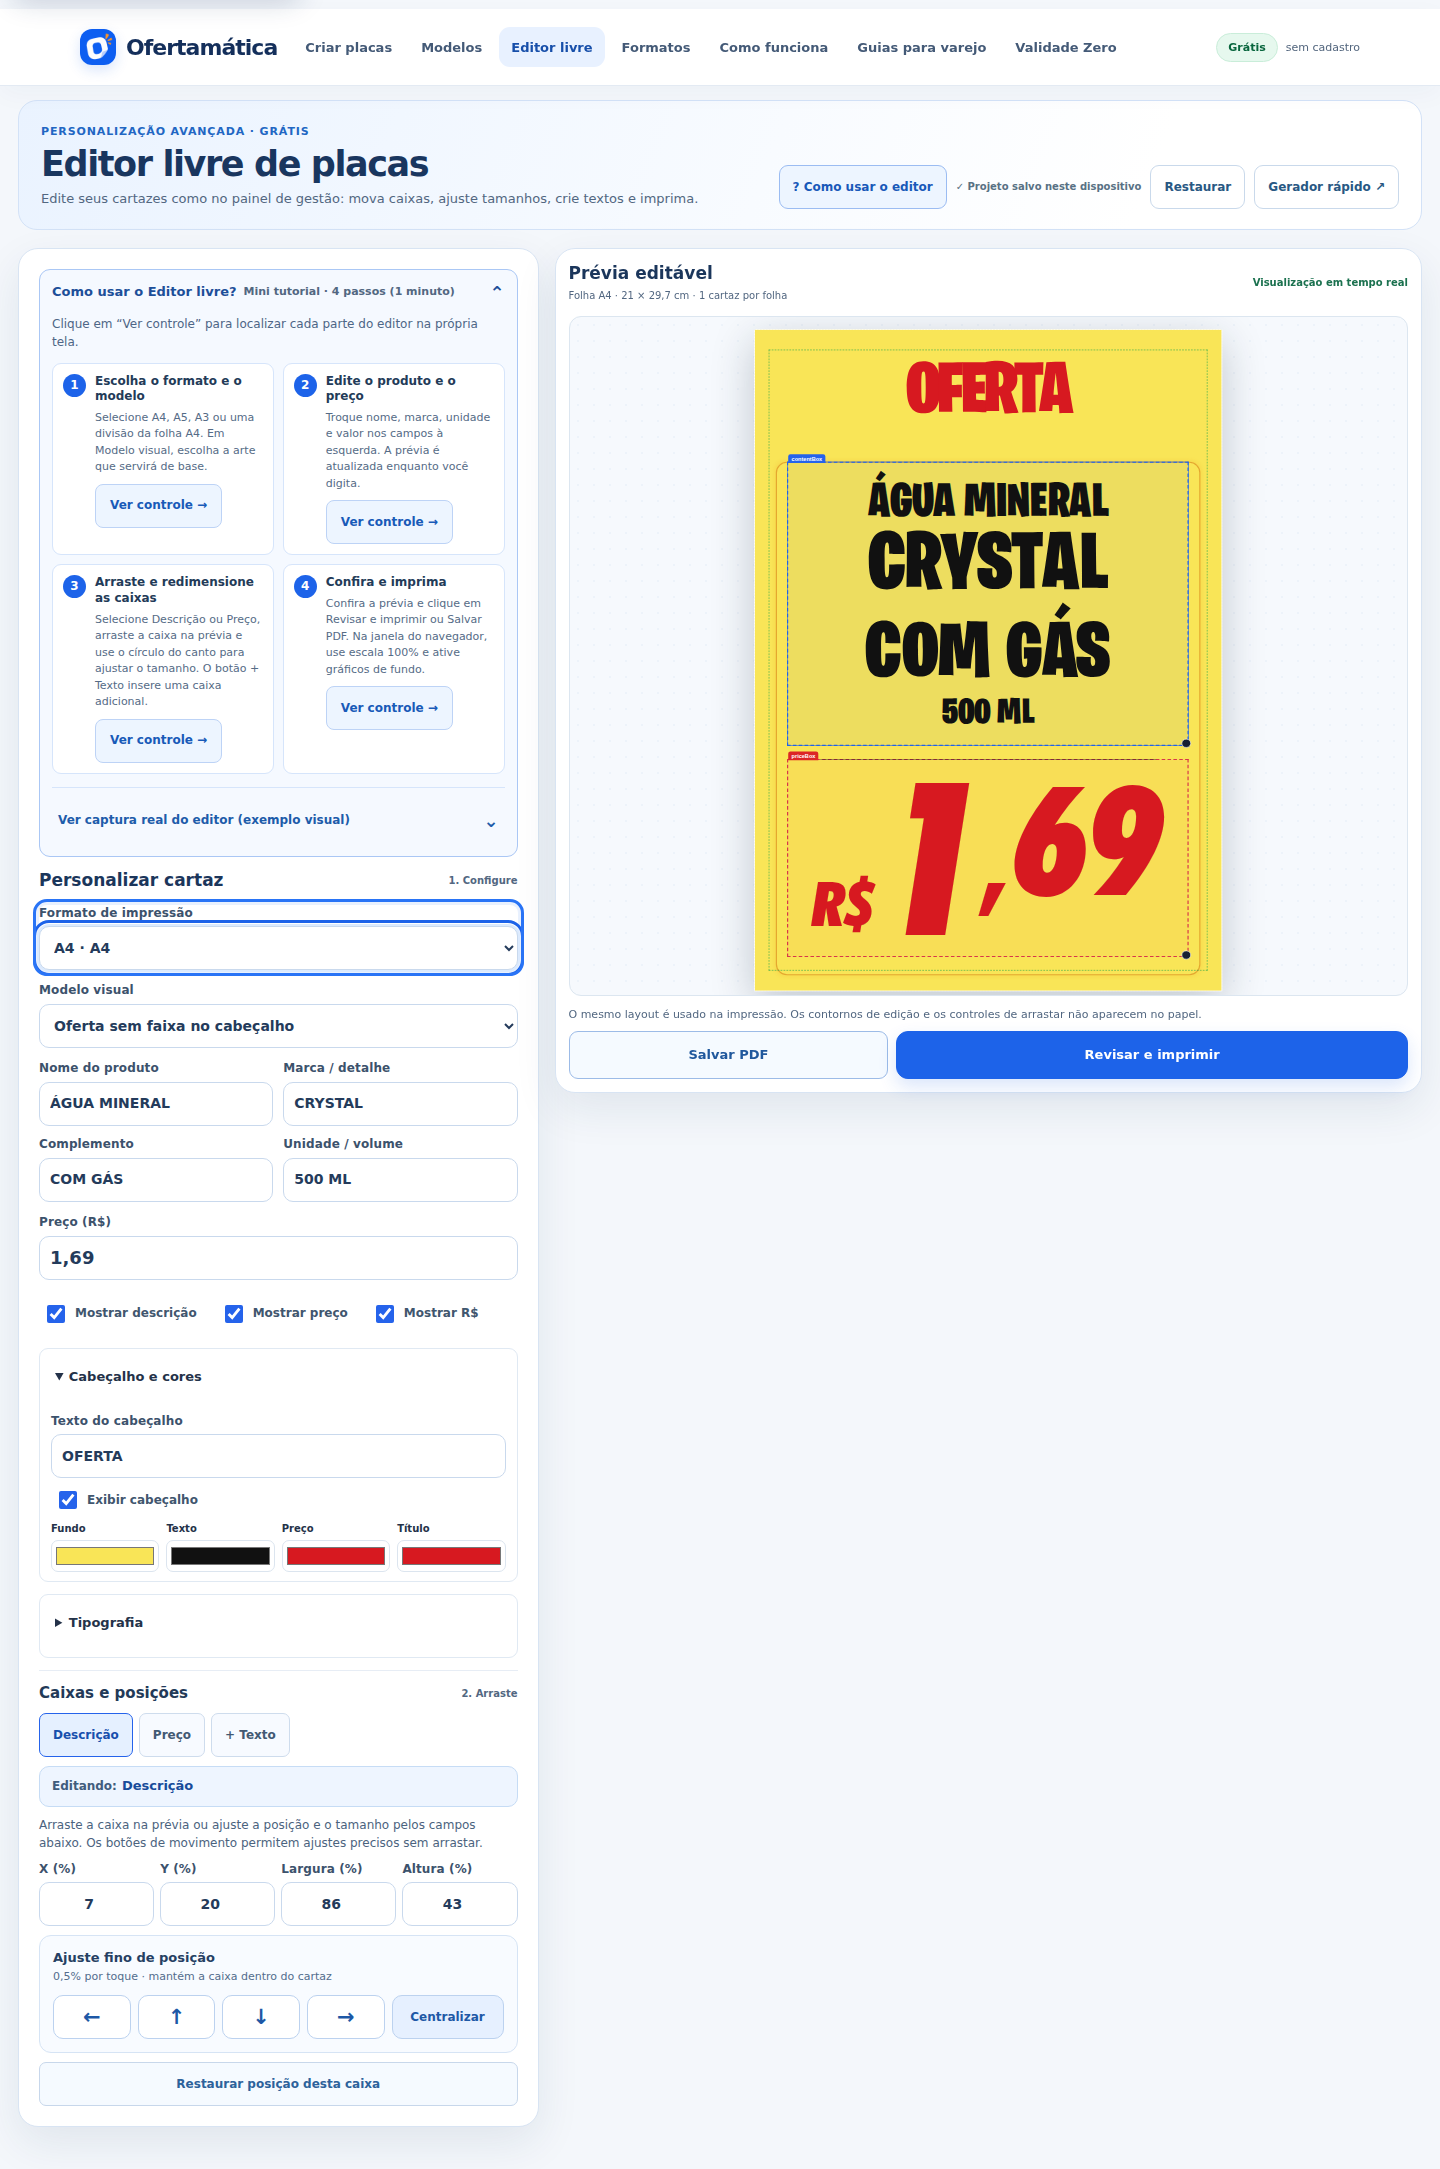 Ofertamática
Criar placas
Modelos
Editor livre
Formatos
Como funciona
Guias para varejo
Validade Zero
Grátis
sem cadastro
PERSONALIZAÇÃO AVANÇADA · GRÁTIS
Editor livre de placas
Edite seus cartazes como no painel de gestão: mova caixas, ajuste tamanhos, crie textos e imprima.
? Como usar o editor
✓ Projeto salvo neste dispositivo
Restaurar
Gerador rápido ↗
Como usar o Editor livre? Mini tutorial · 4 passos (1 minuto)
Clique em “Ver controle” para localizar cada parte do editor na própria
tela.
1
Escolha o formato e o
modelo
Selecione A4, A5, A3 ou uma
divisão da folha A4. Em
Modelo visual, escolha a arte
que servirá de base.
Ver controle →
2
Edite o produto e o
preço
Troque nome, marca, unidade
e valor nos campos à
esquerda. A prévia é
atualizada enquanto você
digita.
Ver controle →
3
Arraste e redimensione
as caixas
Selecione Descrição ou Preço,
arraste a caixa na prévia e
use o círculo do canto para
ajustar o tamanho. O botão +
Texto insere uma caixa
adicional.
Ver controle →
4
Confira e imprima
Confira a prévia e clique em
Revisar e imprimir ou Salvar
PDF. Na janela do navegador,
use escala 100% e ative
gráficos de fundo.
Ver controle →
Ver captura real do editor (exemplo visual)
Personalizar cartaz
1. Configure
Formato de impressão
A4 · A4
Modelo visual
Oferta sem faixa no cabeçalho
Nome do produto
Marca / detalhe
ÁGUA MINERAL
CRYSTAL
Complemento
Unidade / volume
COM GÁS
500 ML
Preço (R$)
1,69
Mostrar descrição
Mostrar preço
Mostrar R$
Cabeçalho e cores
Texto do cabeçalho
OFERTA
Exibir cabeçalho
Fundo
Texto
Preço
Título
Tipografia
Caixas e posições
2. Arraste
Descrição
Preço
+ Texto
Editando: Descrição
Arraste a caixa na prévia ou ajuste a posição e o tamanho pelos campos
abaixo. Os botões de movimento permitem ajustes precisos sem arrastar.
X (%)
Y (%)
Largura (%)
Altura (%)
7
20
86
43
Ajuste fino de posição
0,5% por toque · mantém a caixa dentro do cartaz
←
↑
↓
→
Centralizar
Restaurar posição desta caixa
Prévia editável
Folha A4 · 21 × 29,7 cm · 1 cartaz por folha
Visualização em tempo real
OFERTA
contentBox
ÁGUA MINERAL
CRYSTAL
COM GÁS
500 ML
priceBox
R$ 1,69
O mesmo layout é usado na impressão. Os contornos de edição e os controles de arrastar não aparecem no papel.
Salvar PDF
Revisar e imprimir